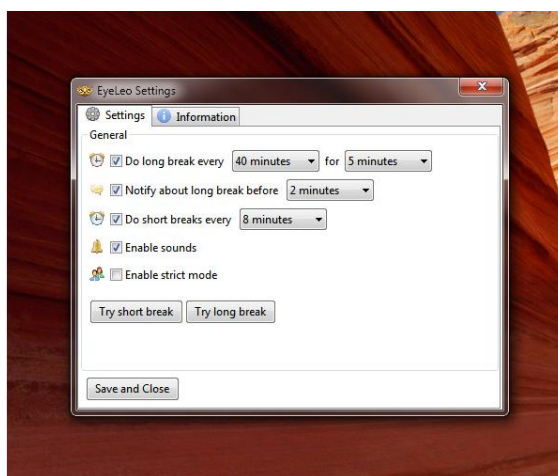 EyeLeo Settings
Settings Information
General
Do long break every 40 minutes for 5 minutes
Notify about long break before 2 minutes
Do short breaks every 8 minutes
Enable sounds
Enable strict mode
Try short break Try long break
Save and Close